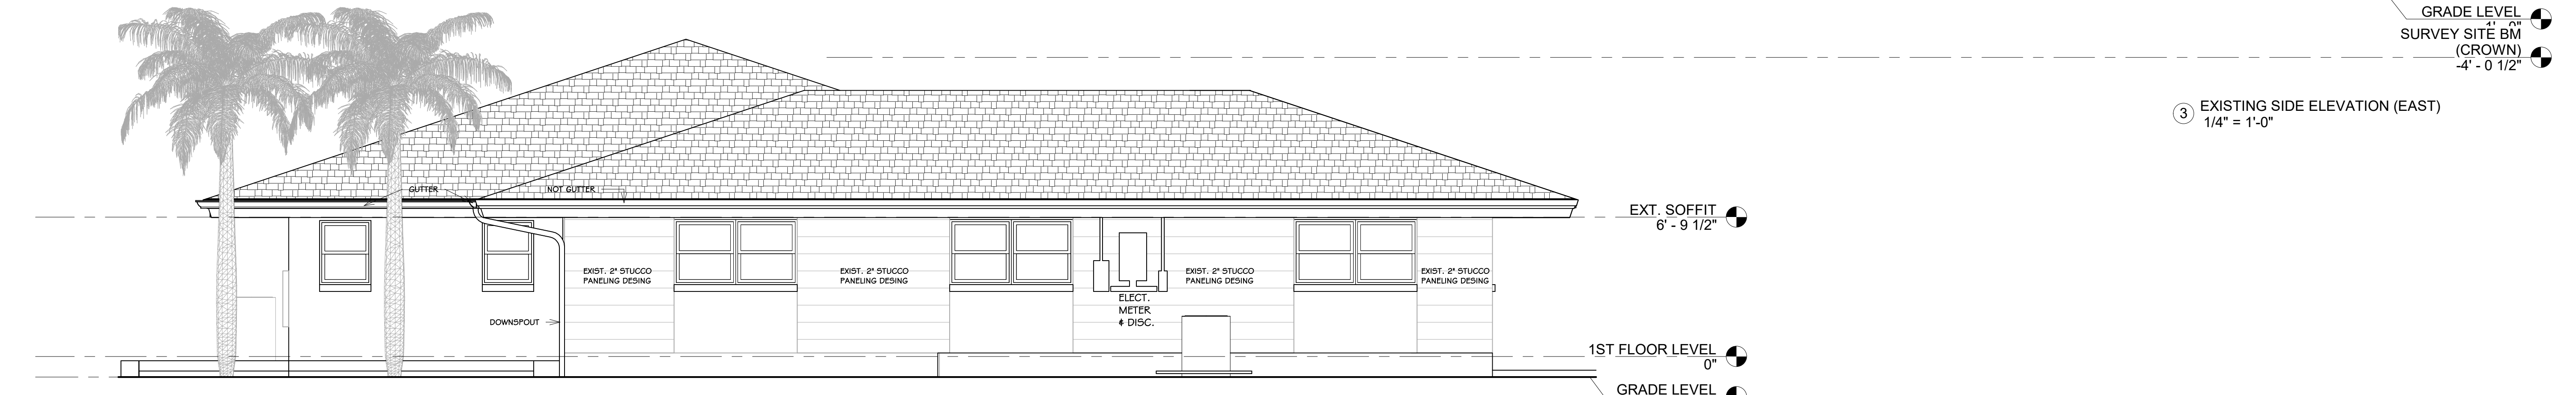 GRADE LEVEL
SURVEY SITE BM
(CROWN)
-4' - 0 1/2"
3
EXISTING SIDE ELEVATION (EAST)
1/4" = 1'-0"
GUTTER
NOT GUTTER
EXT. SOFFIT
6' - 9 1/2"
EXIST. 2" STUCCO
PANELING DESING
EXIST. 2" STUCCO
PANELING DESING
EXIST. 2" STUCCO
PANELING DESING
EXIST. 2" STUCCO
PANELING DESING
ELECT.
METER
& DISC.
DOWNSPOUT
1ST FLOOR LEVEL
0"
GRADE LEVEL